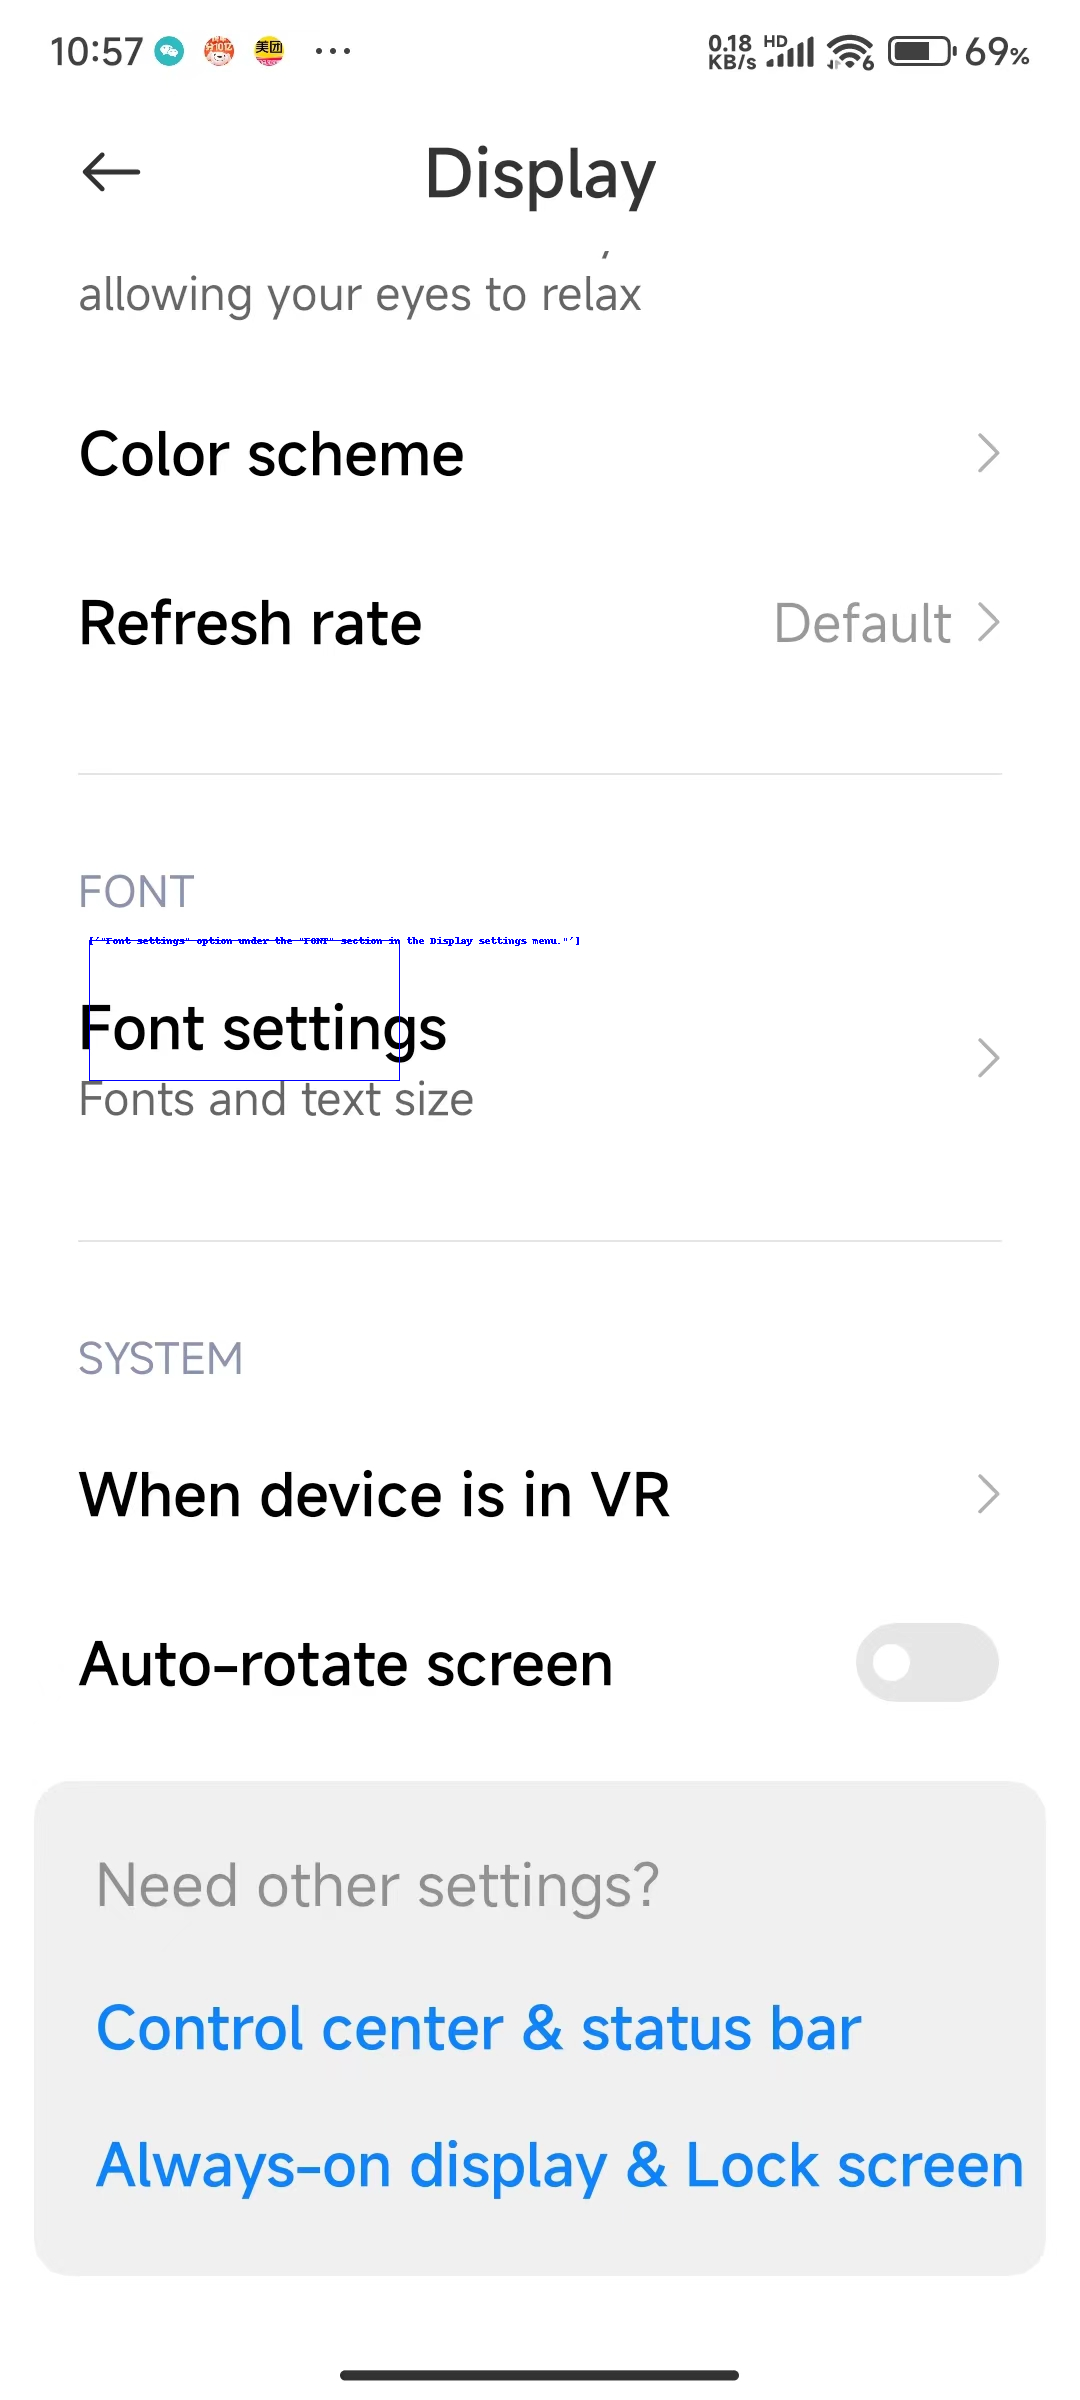 10:57 美团 ... 0.18 KB/s HD 6 69%
Display
allowing your eyes to relax
Color scheme
Refresh rate Default
FONT
['"Font settings" option under the "FONT" section in the Display settings menu."']
Font settings
Fonts and text size
SYSTEM
When device is in VR
Auto-rotate screen
Need other settings?
Control center & status bar
Always-on display & Lock screen